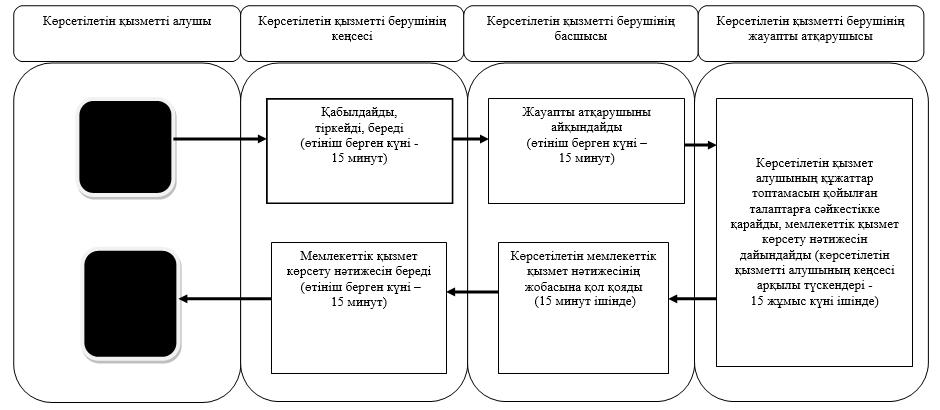 Көрсетілетін қызметті алушы
Көрсетілетін қызметті берушінің
кеңсесі
Көрсетілетін қызметті берушінің
басшысы
Көрсетілетін қызметті берушінің
жауапты атқарушысы
Қабылдайды,
тіркейді, береді
(өтініш берген күні -
15 минут)
Жауапты атқарушыны
айқындайды
(өтініш берген күні –
15 минут)
Көрсетілетін қызмет
алушының құжаттар
топтамасын қойылған
талаптарға сәйкестікке
қарайды, мемлекеттік қызмет
көрсету нәтижесін
дайындайды (көрсетілетін
қызметті алушының кеңсесі
арқылы түскендері -
15 жұмыс күні ішінде)
Көрсетілетін мемлекеттік
қызмет нәтижесінің
жобасына қол қояды
(15 минут ішінде)
Мемлекеттік қызмет
көрсету нәтижесін береді
(өтініш берген күні –
15 минут)